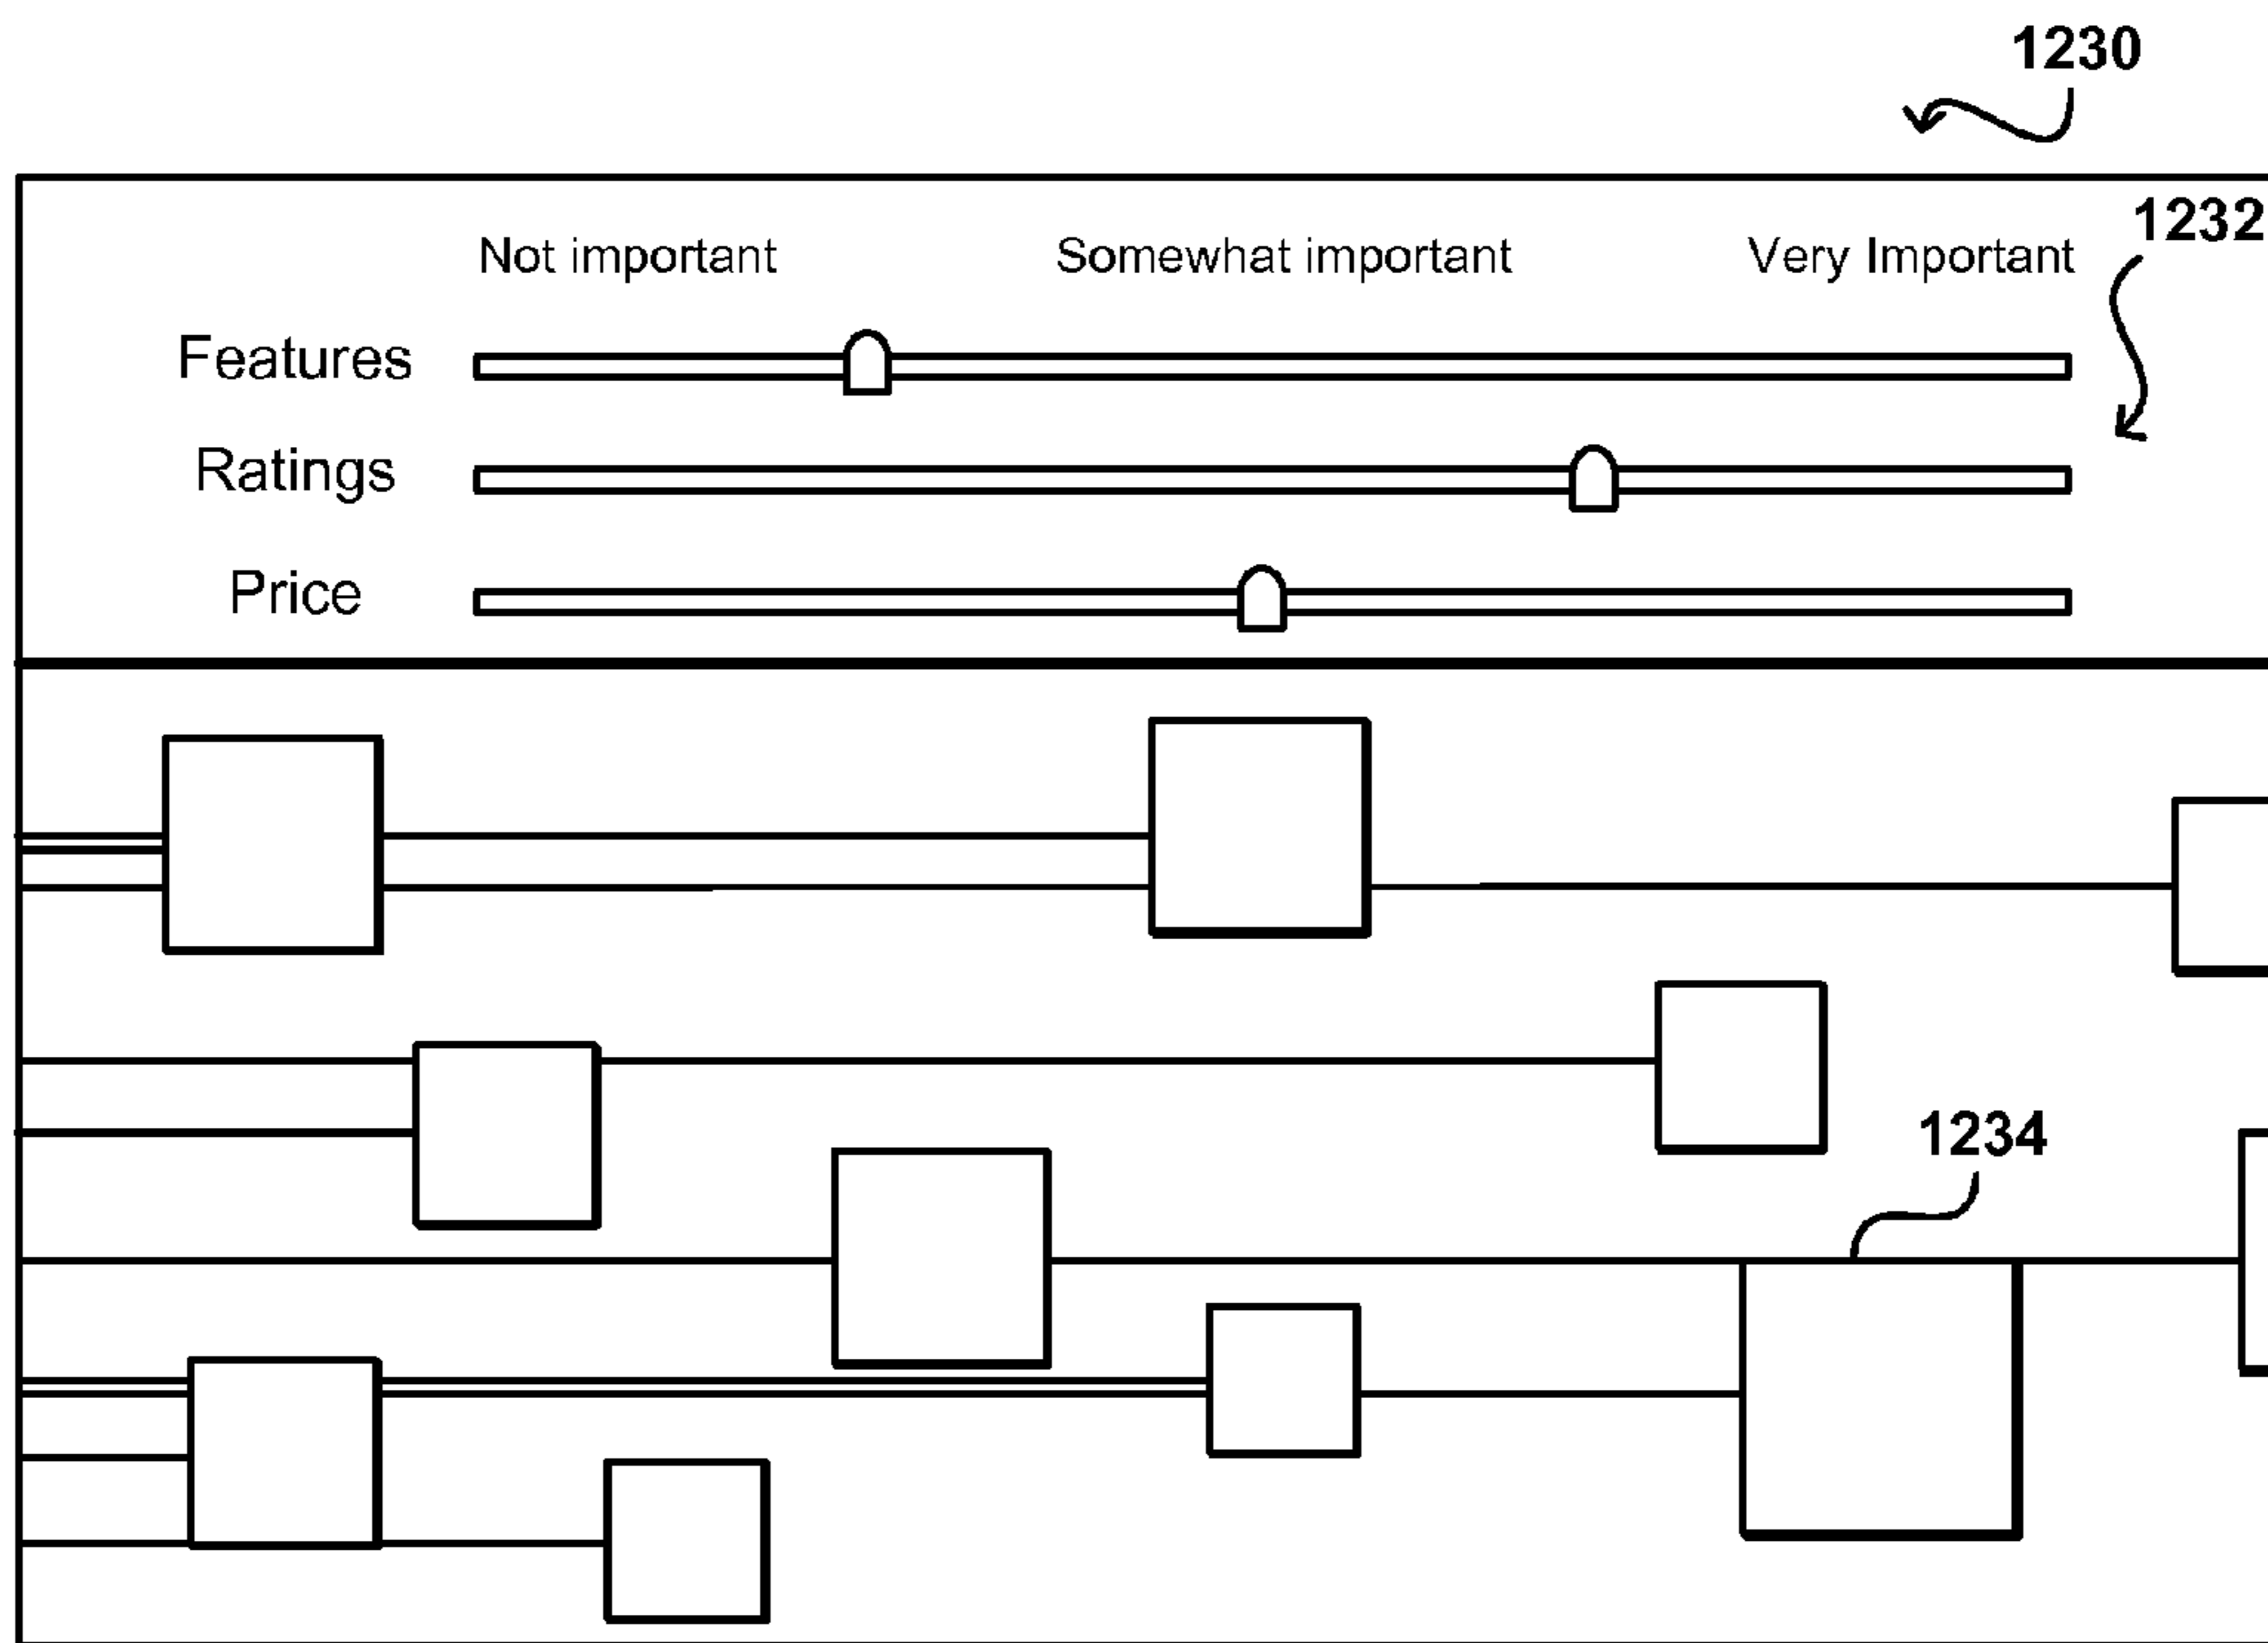 1230
1232
Not important Somewhat important Very Important
Features
Ratings
Price
1234